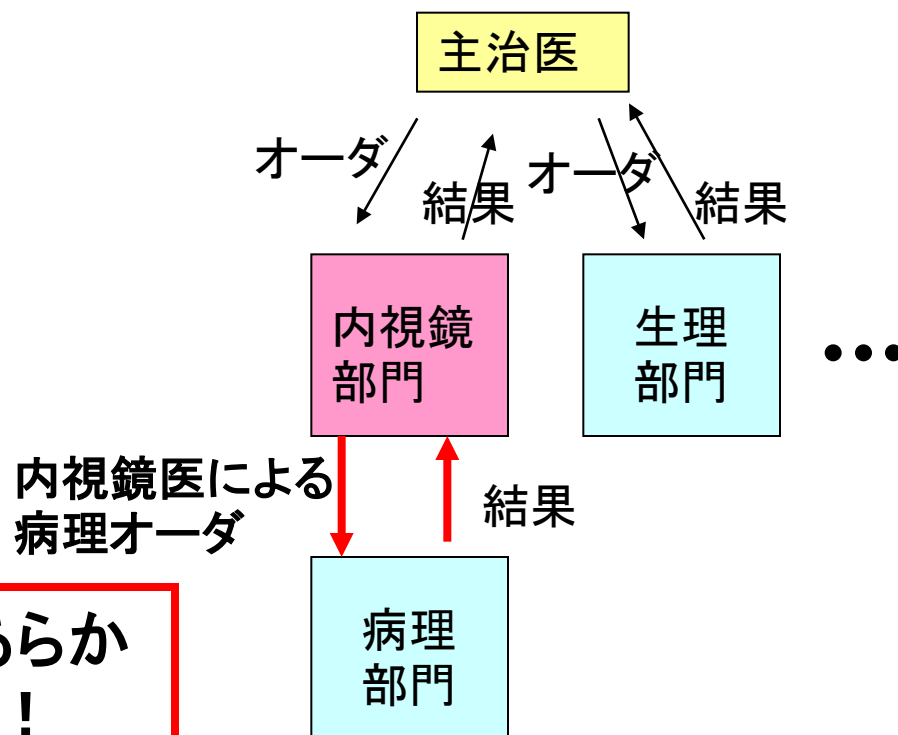 主治医
オーダ
結果
オーダ
結果
内視鏡
部門
生理
部門
…
内視鏡医による
病理オーダ
結果
病理
部門
らか
！